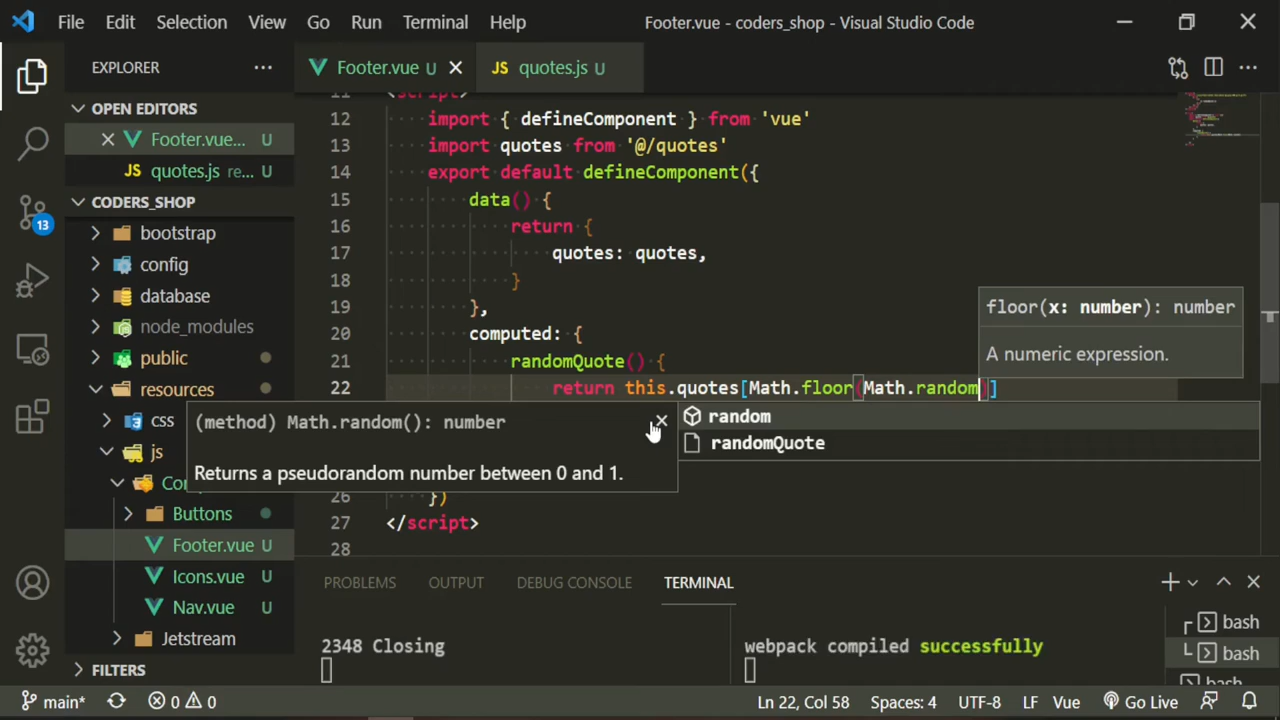 File Edit Selection View Go Run Terminal Help Footer.vue - coders_shop - Visual Studio Code
EXPLORER
Footer.vue U
JS quotes.js U
OPEN EDITORS
Footer.vue... U
JS quotes.js re... U
CODERS_SHOP
bootstrap
config
database
node_modules
public
resources
css
js
Buttons
Footer.vue U
Icons.vue U
Nav.vue U
Jetstream
FILTERS
13
<script>
12 import { defineComponent } from 'vue'
13 import quotes from '@/quotes'
14 export default defineComponent({
15 data() {
16 return {
17 quotes: quotes,
18 }
19 },
20 computed: {
21 randomQuote() {
22 return this.quotes[Math.floor(Math.random)]
26 })
27 </script>
28
floor(x: number): number
A numeric expression.
(method) Math.random(): number
Returns a pseudorandom number between 0 and 1.
random
randomQuote
PROBLEMS OUTPUT DEBUG CONSOLE TERMINAL
2348 Closing
webpack compiled successfully
bash
bash
main* 0 0 Ln 22, Col 58 Spaces: 4 UTF-8 LF Vue Go Live